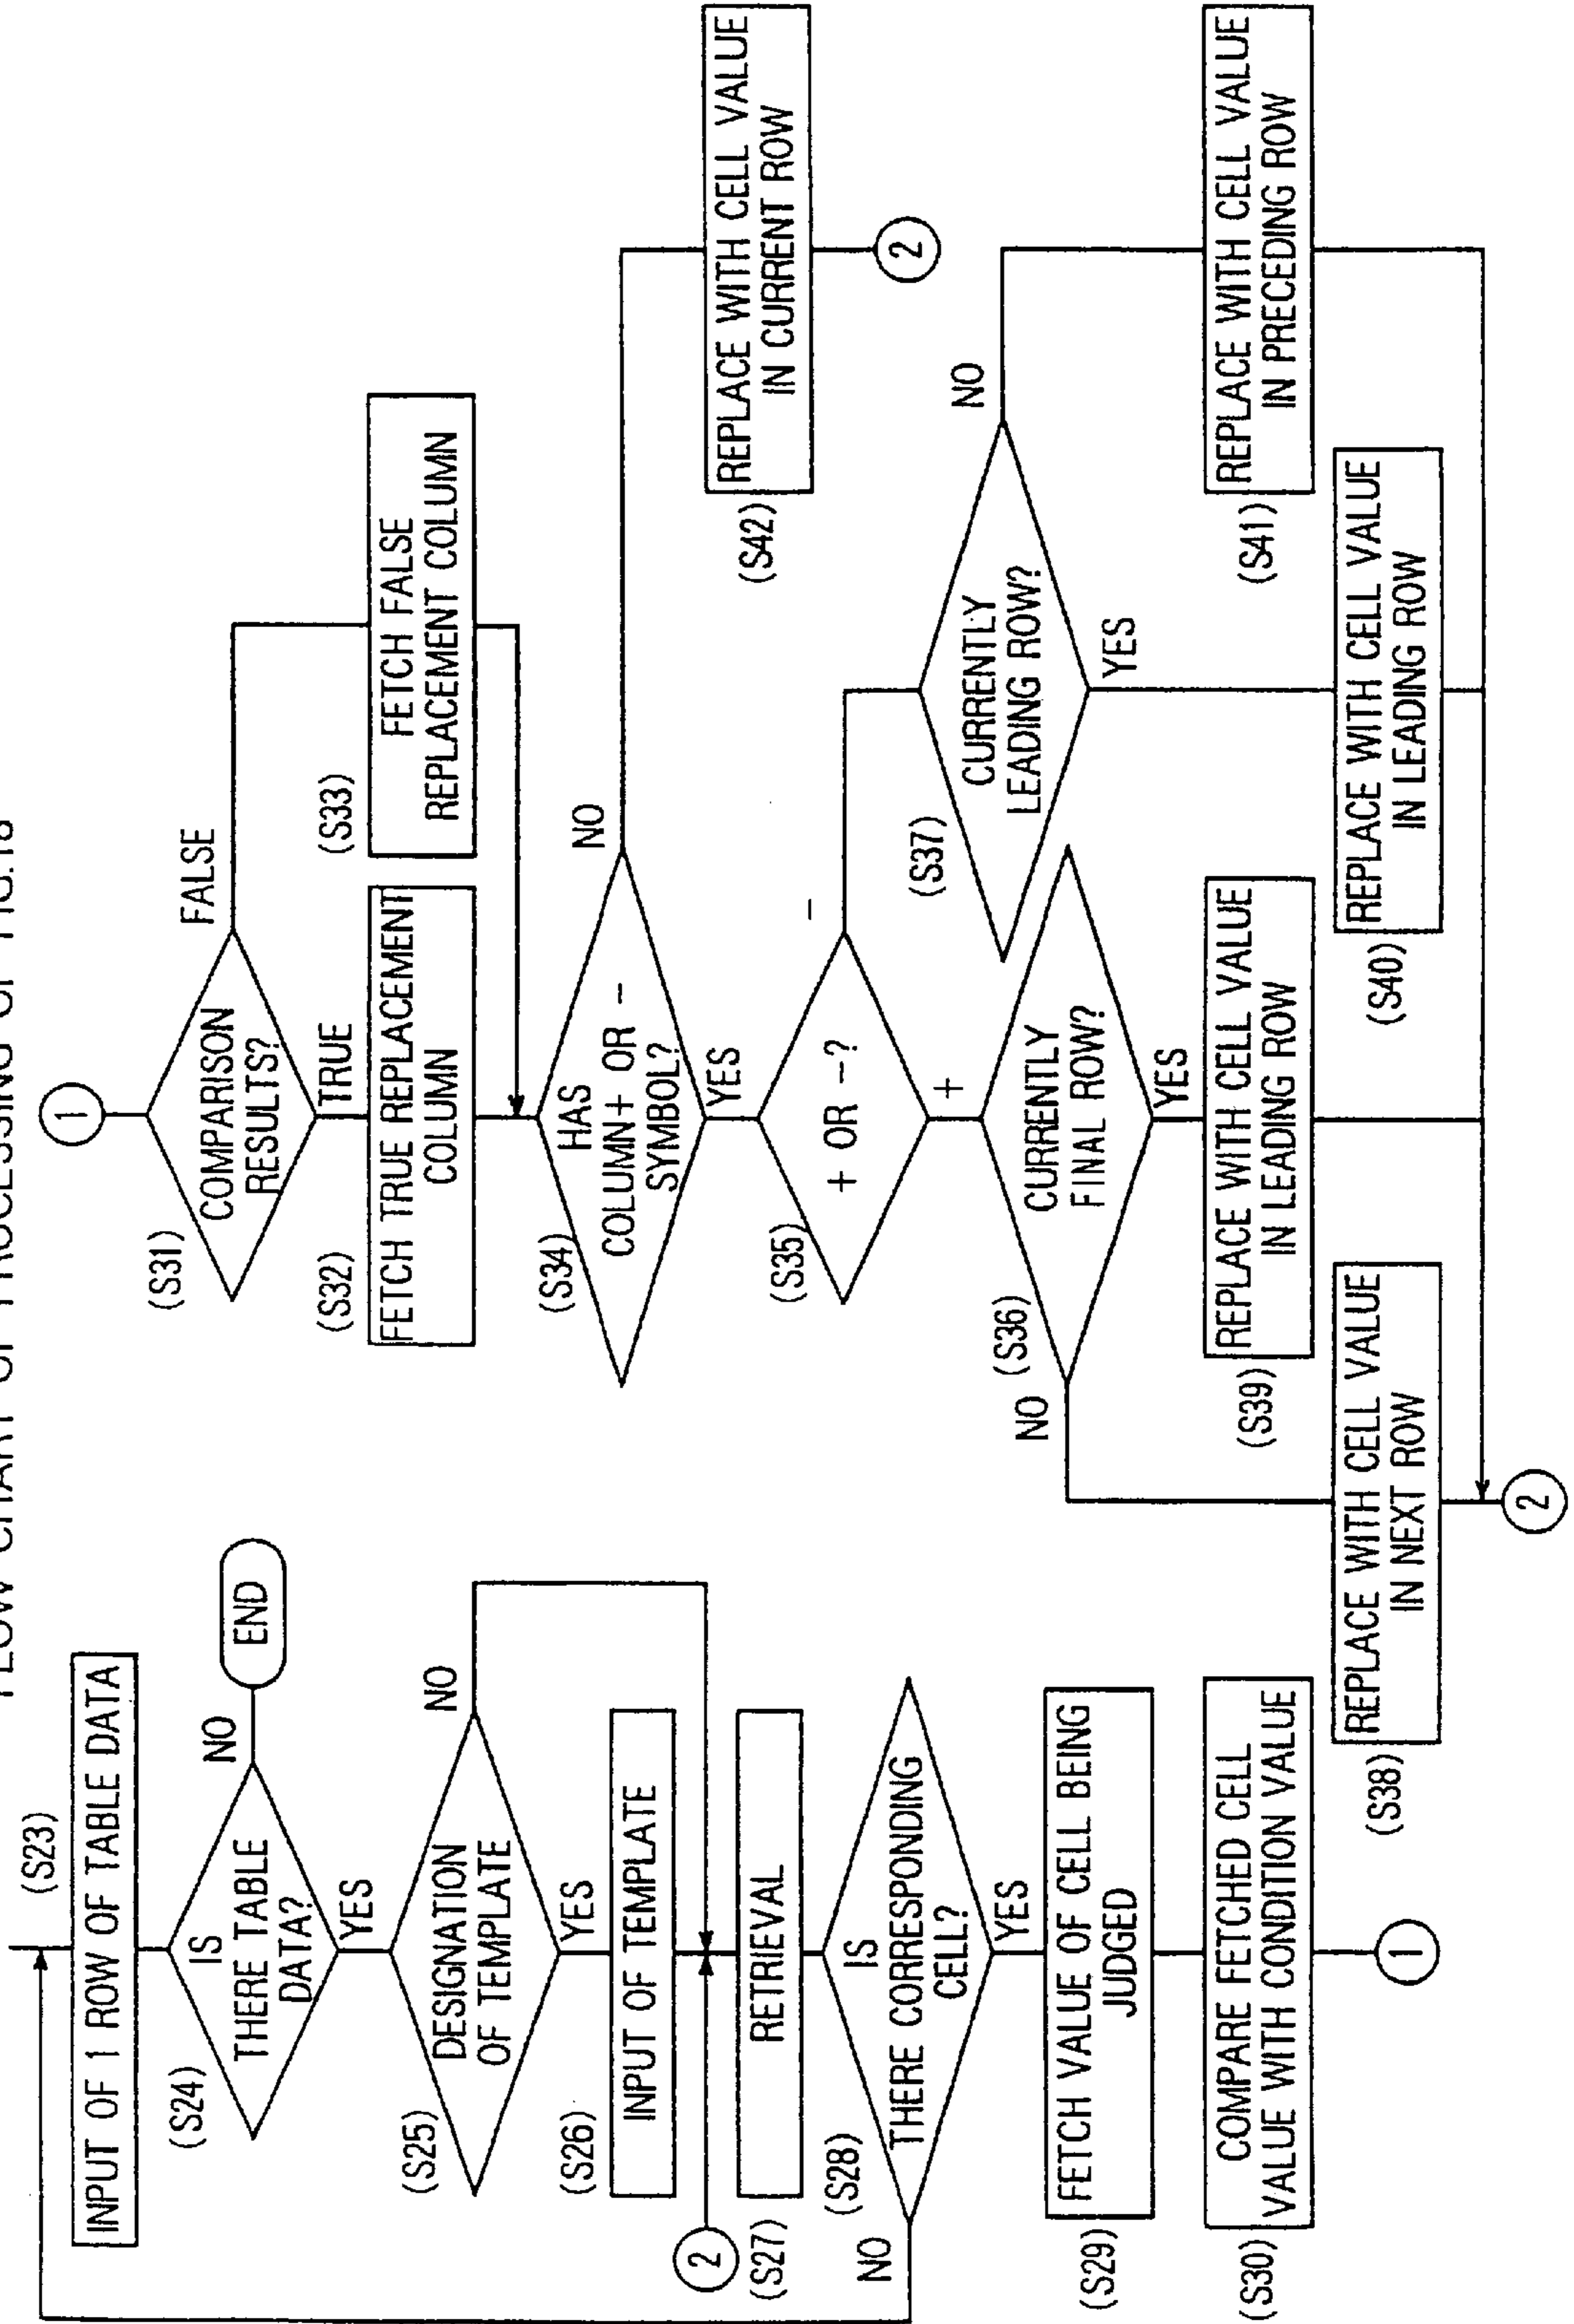 FLOW CHART OF PROCESSING OF FIG.18
(S23)
INPUT OF 1 ROW OF TABLE DATA
(S24)
IS
THERE TABLE
DATA?
NO
END
YES
(S25)
DESIGNATION
OF TEMPLATE
NO
YES
(S26)
INPUT OF TEMPLATE
2
(S27)
RETRIEVAL
(S28)
IS
THERE CORRESPONDING
CELL?
NO
YES
(S29)
FETCH VALUE OF CELL BEING
JUDGED
(S30)
COMPARE FETCHED CELL
VALUE WITH CONDITION VALUE
1
1
(S31)
COMPARISON
RESULTS?
FALSE
TRUE
(S32)
FETCH TRUE REPLACEMENT
COLUMN
(S33)
FETCH FALSE
REPLACEMENT COLUMN
(S34)
HAS
COLUMN+ OR -
SYMBOL?
NO
YES
(S42)
REPLACE WITH CELL VALUE
IN CURRENT ROW
2
(S35)
+ OR -?
-
+
(S36)
CURRENTLY
FINAL ROW?
NO
YES
(S37)
CURRENTLY
LEADING ROW?
NO
YES
(S38)
REPLACE WITH CELL VALUE
IN NEXT ROW
(S39)
REPLACE WITH CELL VALUE
IN LEADING ROW
(S40)
REPLACE WITH CELL VALUE
IN LEADING ROW
(S41)
REPLACE WITH CELL VALUE
IN PRECEDING ROW
2